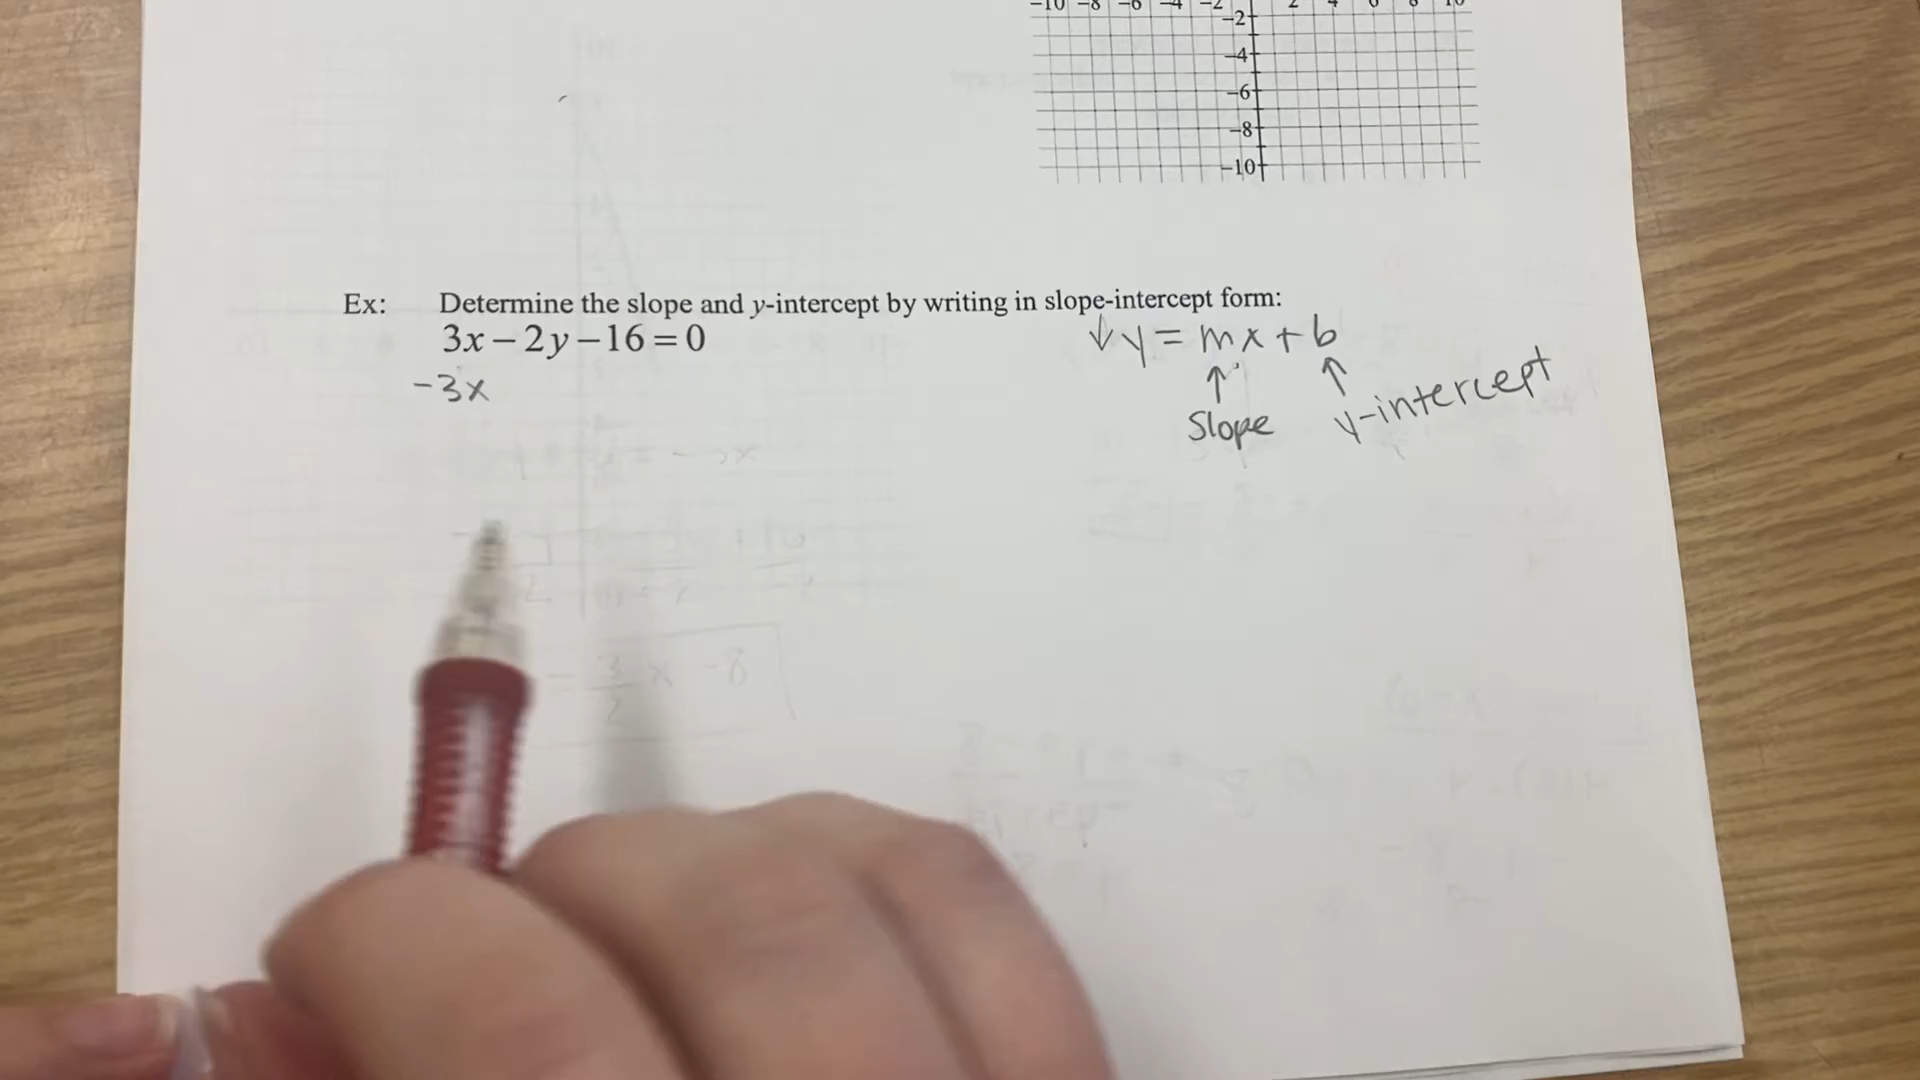 -10 -8 -6 -4 -2 2 4 6 8 10
-2
-4
-6
-8
-10
Ex: Determine the slope and y-intercept by writing in slope-intercept form:
3x − 2y − 16 = 0
↓ y = mx + b
-3x
↑ ↑
Slope y-intercept